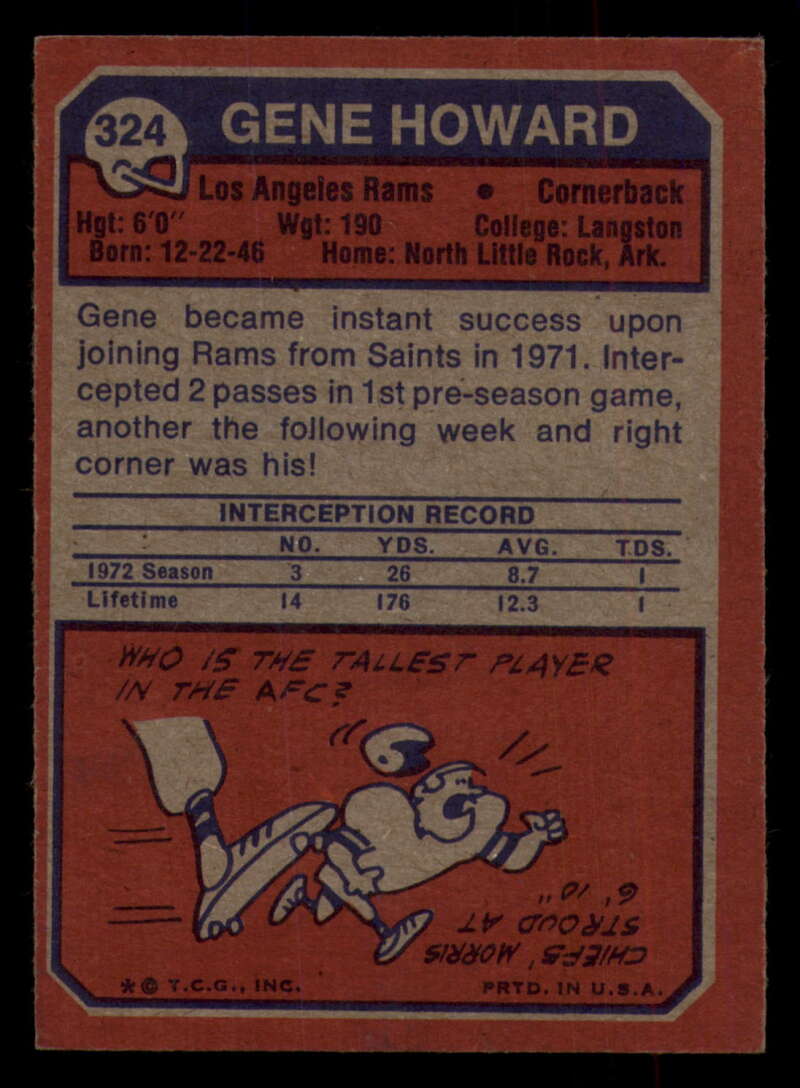 324
GENE HOWARD
Los Angeles Rams • Cornerback
Hgt: 6'0" Wgt: 190 College: Langston
Born: 12-22-46 Home: North Little Rock, Ark.
Gene became instant success upon
joining Rams from Saints in 1971. Inter-
cepted 2 passes in 1st pre-season game,
another the following week and right
corner was his!
INTERCEPTION RECORD
NO. YDS. AVG. TDS.
1972 Season 3 26 8.7 1
Lifetime 14 176 12.3 1
WHO IS THE TALLEST PLAYER
IN THE AFC?
CHIEFS' MORRIS
STROUD AT
6' 10"
* © T.C.G., INC. PRTD. IN U.S.A.